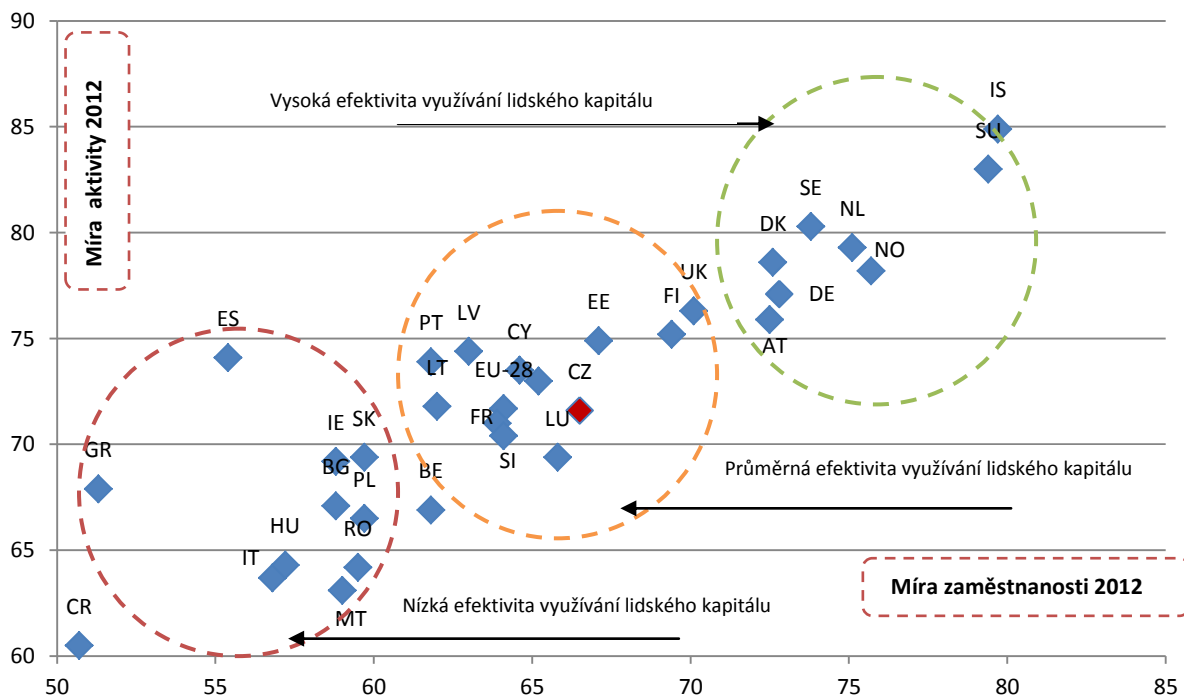 90
Míra aktivity 2012
Vysoká efektivita využívání lidského kapitálu
IS
85
SU
SE
NL
DK
80
NO
UK
DE
FI
EE
ES
LV
PT
CY
AT
75
LT
EU-28
CZ
FR
LU
IE
SK
SI
70
GR
BG
PL
BE
Průměrná efektivita využívání lidského kapitálu
HU
RO
65
IT
Míra zaměstnanosti 2012
CR
MT
Nízká efektivita využívání lidského kapitálu
60
50
55
60
65
70
75
80
85